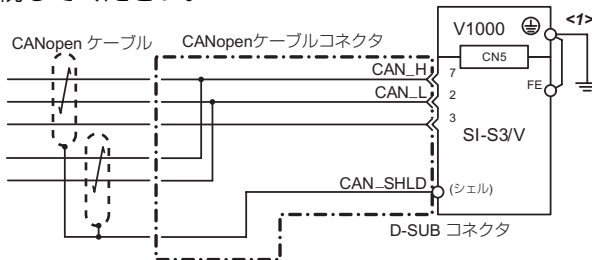 V1000
<1>
CANopen ケーブル
CANopenケーブルコネクタ
CN5
CAN_H
7
FE
CAN_L
2
3
SI-S3/V
CAN_SHLD
(シェル)
D-SUB コネクタ